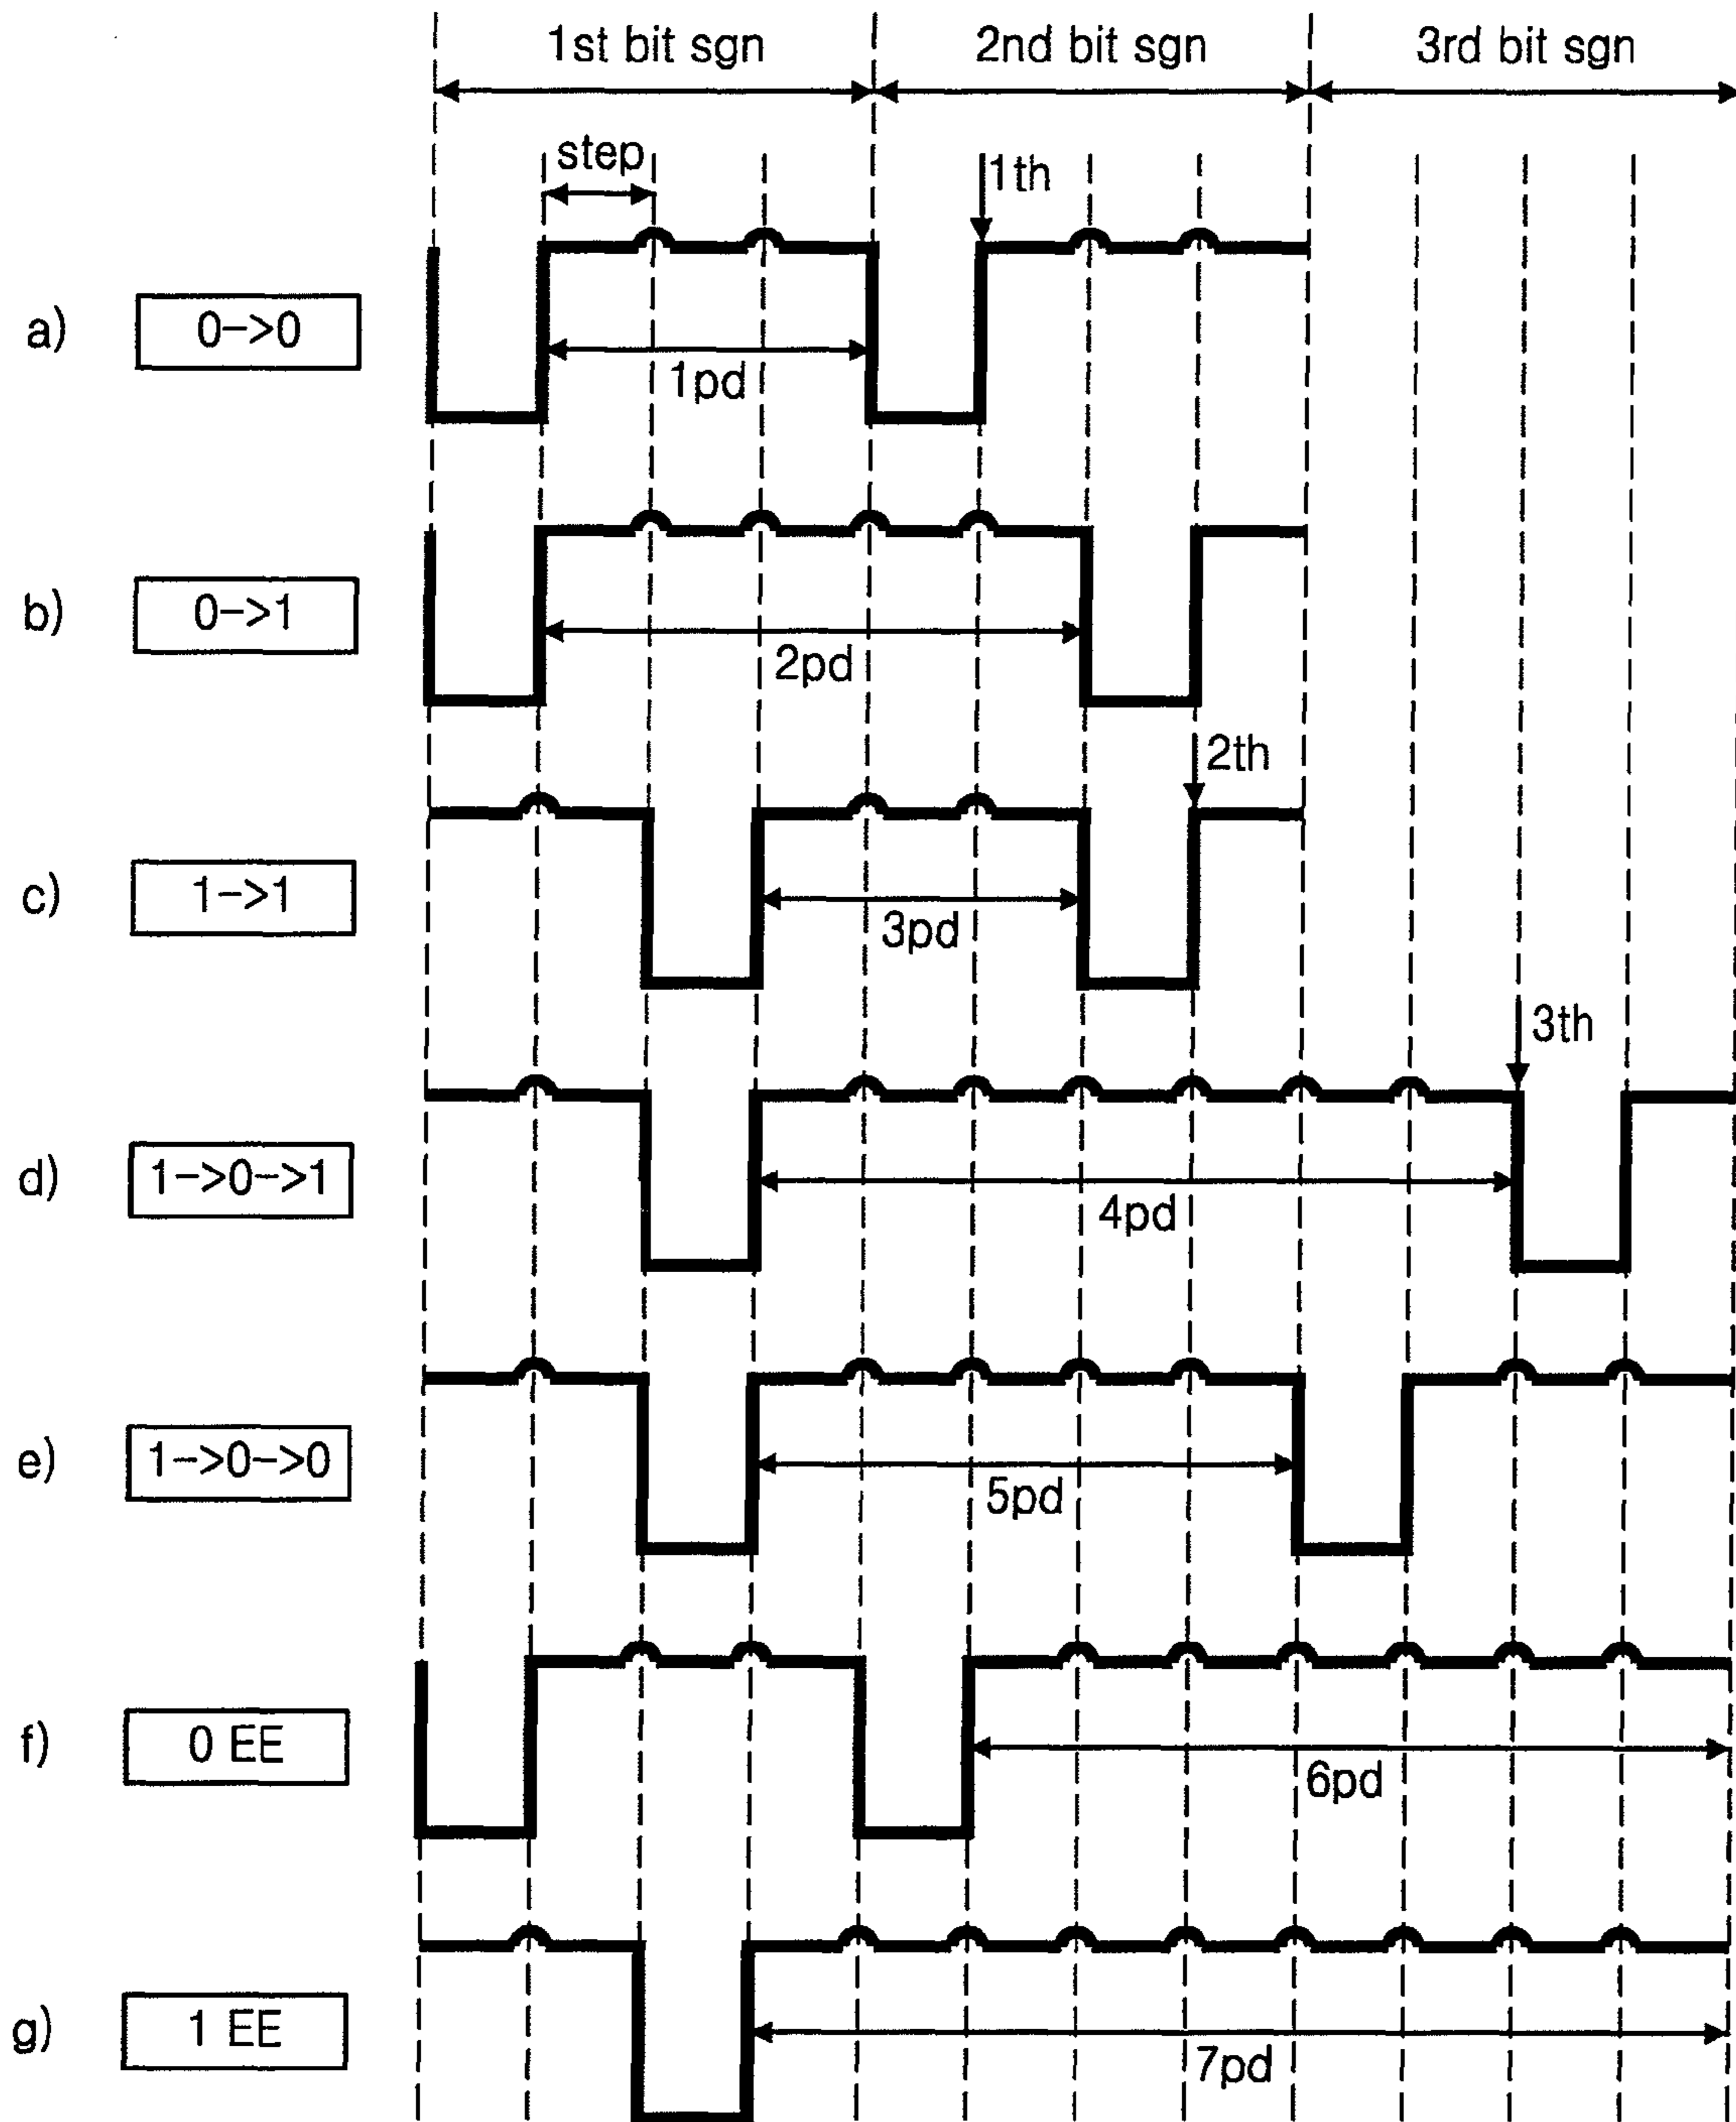 1st bit sgn 2nd bit sgn 3rd bit sgn
step
1th
a) 0->0
1pd
b) 0->1
2pd
2th
c) 1->1
3pd
3th
d) 1->0->1
4pd
e) 1->0->0
5pd
f) 0 EE
6pd
g) 1 EE
7pd